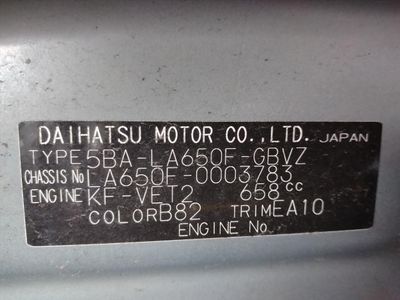 DAIHATSU MOTOR CO.,LTD. JAPAN
TYPE 5BA-LA650F-GBVZ
CHASSIS No LA650F-0003783
ENGINE KF-VET2 658cc
COLOR B82 TRIM EA10
ENGINE No.